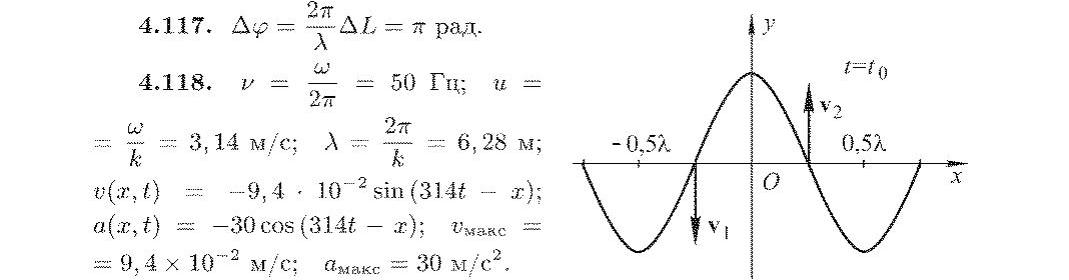 4.117. Δφ = 2π/λ ΔL = π рад.
4.118. ν = ω/2π = 50 Гц; u =
= ω/k = 3,14 м/с; λ = 2π/k = 6,28 м;
v(x,t) = −9,4 · 10⁻² sin (314t − x);
a(x,t) = −30 cos (314t − x); vмакс =
= 9,4 × 10⁻² м/с; aмакс = 30 м/с².
y
t=t₀
v₂
- 0,5λ
0,5λ
O
x
v₁